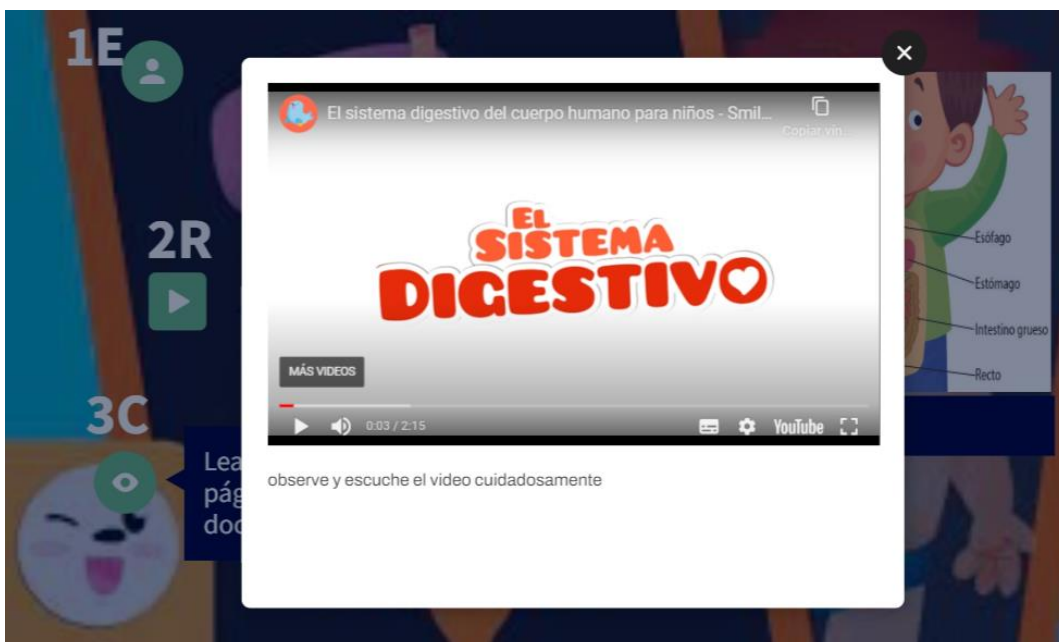 1E
2R
3C
Lea
pág
doc
El sistema digestivo del cuerpo humano para niños - Smil...
Copiar vín...
EL
SISTEMA
DIGESTIVO
MÁS VIDEOS
0:03 / 2:15
YouTube
observe y escuche el video cuidadosamente
Esófago
Estómago
Intestino grueso
Recto